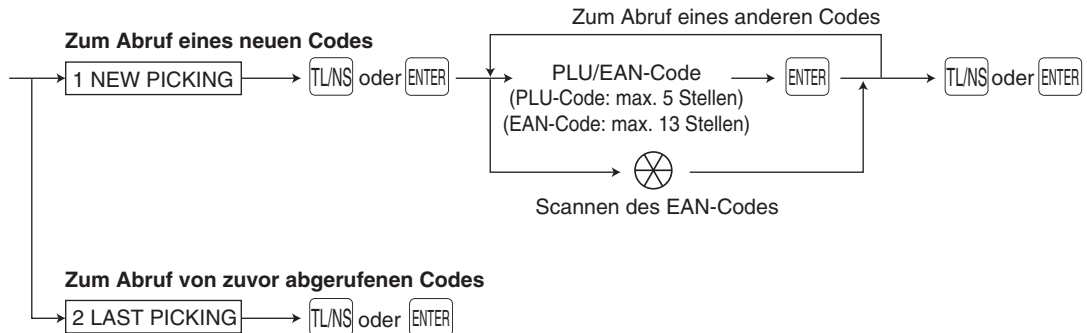 Zum Abruf eines anderen Codes
Zum Abruf eines neuen Codes
1 NEW PICKING TL/NS oder ENTER PLU/EAN-Code ENTER TL/NS oder ENTER
(PLU-Code: max. 5 Stellen)
(EAN-Code: max. 13 Stellen)
Scannen des EAN-Codes
Zum Abruf von zuvor abgerufenen Codes
2 LAST PICKING TL/NS oder ENTER